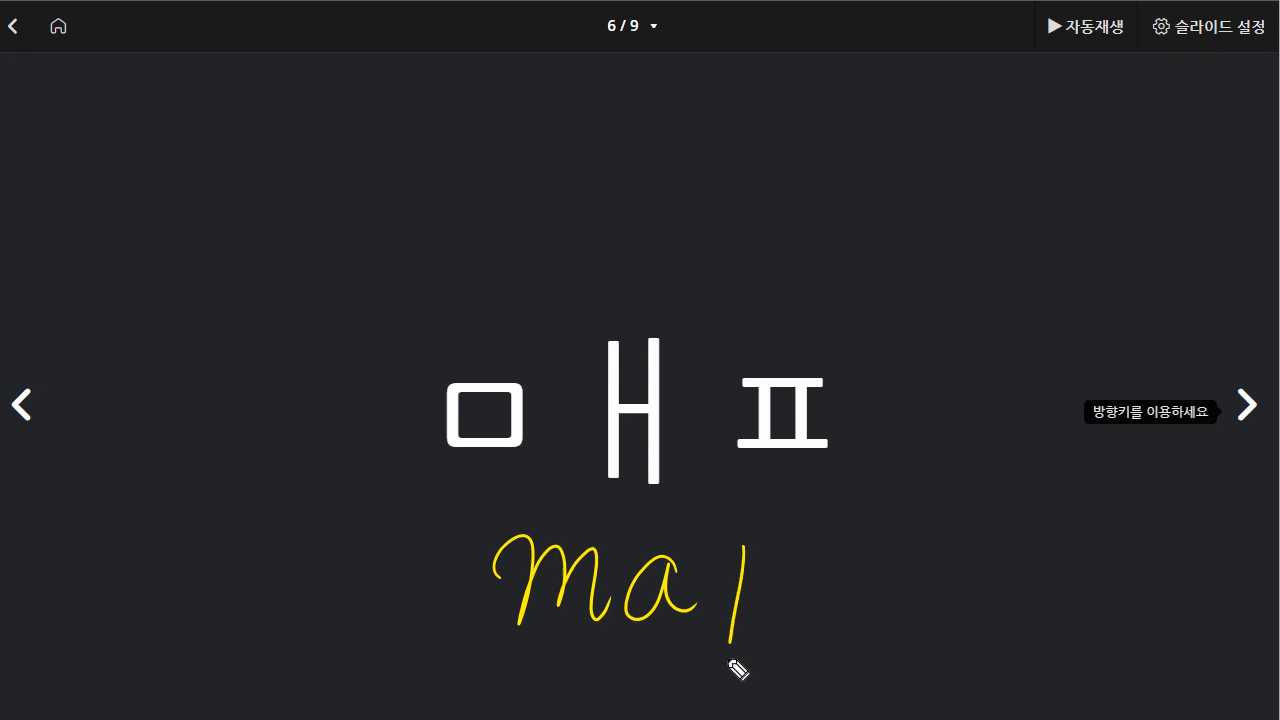 6 / 9
자동재생
슬라이드 설정
ㅁ ㅐ ㅍ
방향키를 이용하세요
ma